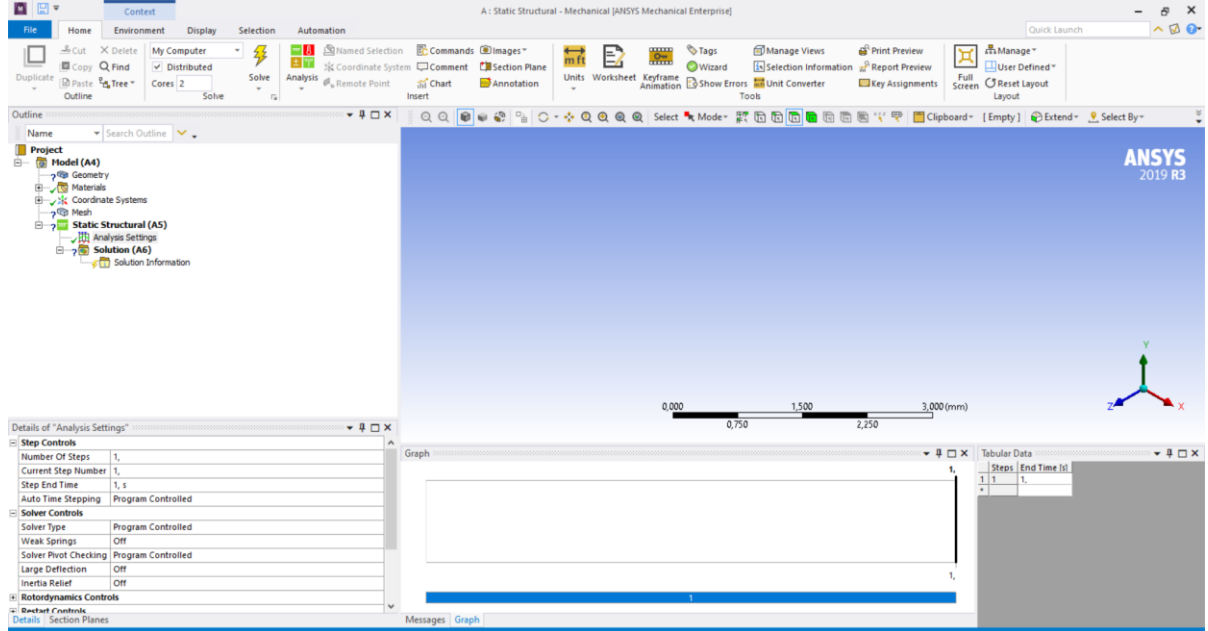 Context
A : Static Structural - Mechanical [ANSYS Mechanical Enterprise]
File Home Environment Display Selection Automation
Quick Launch
Cut Delete My Computer Named Selection Commands Images Tags Manage Views Print Preview Manage
Copy Find Distributed Coordinate System Comment Section Plane Wizard Selection Information Report Preview User Defined
Duplicate Paste Tree Cores 2 Solve Analysis Remote Point Chart Annotation Units Worksheet Keyframe Animation Show Errors Unit Converter Key Assignments Full Screen Reset Layout
Outline Solve Insert Tools Layout
Outline
Name Search Outline
Select Mode Clipboard [Empty] Extend Select By
Project
Model (A4)
Geometry
Materials
Coordinate Systems
Mesh
Static Structural (A5)
Analysis Settings
Solution (A6)
Solution Information
ANSYS
2019 R3
Y
Z X
0,000 1,500 3,000 (mm)
0,750 2,250
Details of "Analysis Settings"
Step Controls
Number Of Steps 1,
Current Step Number 1,
Step End Time 1, s
Auto Time Stepping Program Controlled
Solver Controls
Solver Type Program Controlled
Weak Springs Off
Solver Pivot Checking Program Controlled
Large Deflection Off
Inertia Relief Off
Rotordynamics Controls
Restart Controls
Details Section Planes
Graph
1,
1,
1
Messages Graph
Tabular Data
Steps End Time [s]
1 1 1,
*